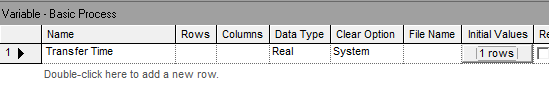 Variable - Basic Process
Name Rows Columns Data Type Clear Option File Name Initial Values
1 Transfer Time Real System 1 rows
Double-click here to add a new row.